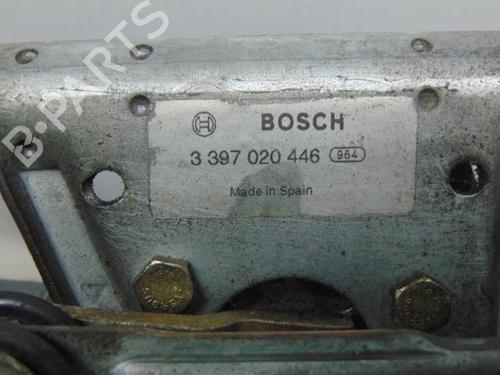 B-PARTS
BOSCH
3 397 020 446 964
Made in Spain